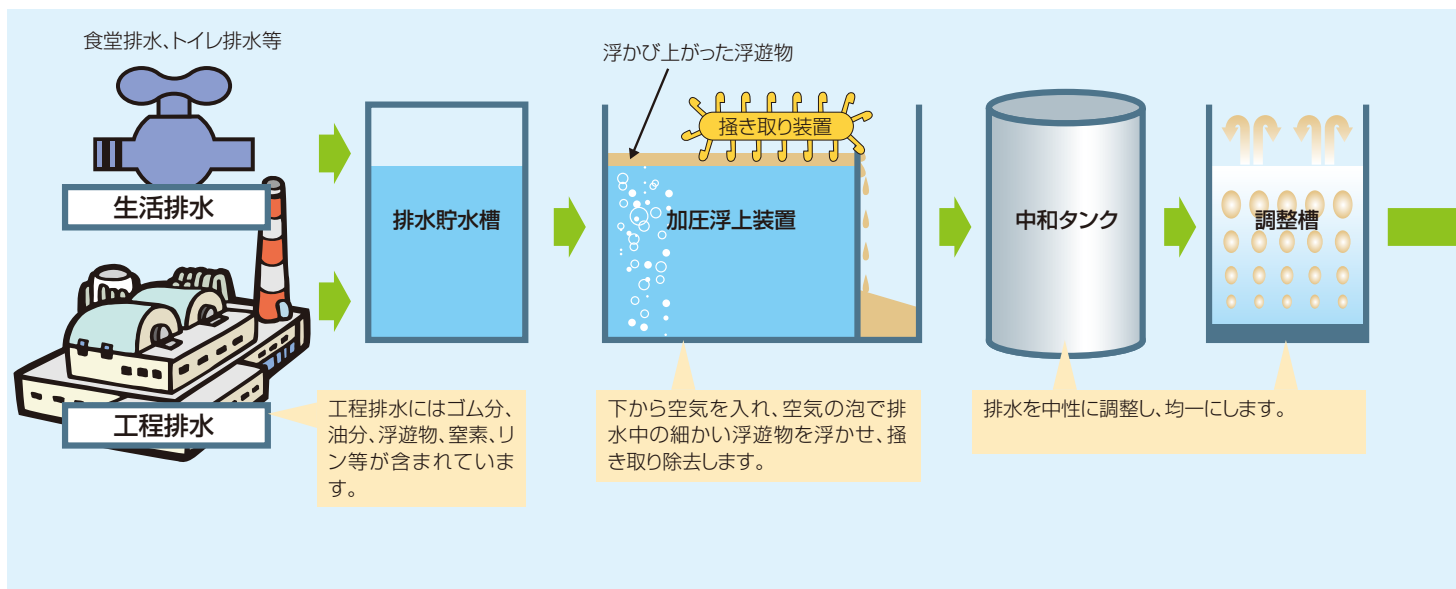 食堂排水、トイレ排水等
生活排水
工程排水
工程排水にはゴム分、
油分、浮遊物、窒素、リ
ン等が含まれていま
す。
排水貯水槽
浮かび上がった浮遊物
掻き取り装置
加圧浮上装置
下から空気を入れ、空気の泡で排
水中の細かい浮遊物を浮かせ、掻
き取り除去します。
中和タンク
調整槽
排水を中性に調整し、均一にします。